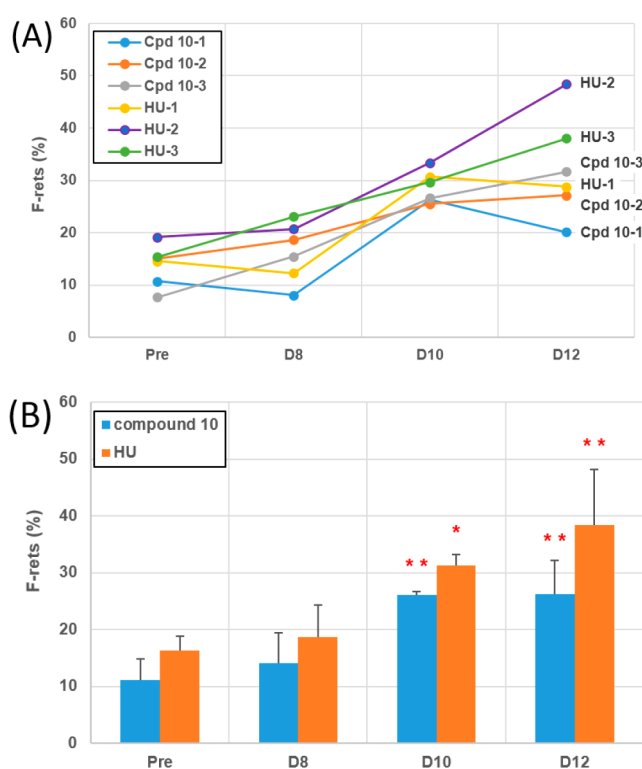 (A)
F-rets (%)
60
50
40
30
20
10
0
Cpd 10-1
Cpd 10-2
Cpd 10-3
HU-1
HU-2
HU-3
HU-2
HU-3
Cpd 10-3
HU-1
Cpd 10-2
Cpd 10-1
Pre D8 D10 D12
(B)
F-rets (%)
60
50
40
30
20
10
0
compound 10
HU
**
*
**
**
Pre D8 D10 D12